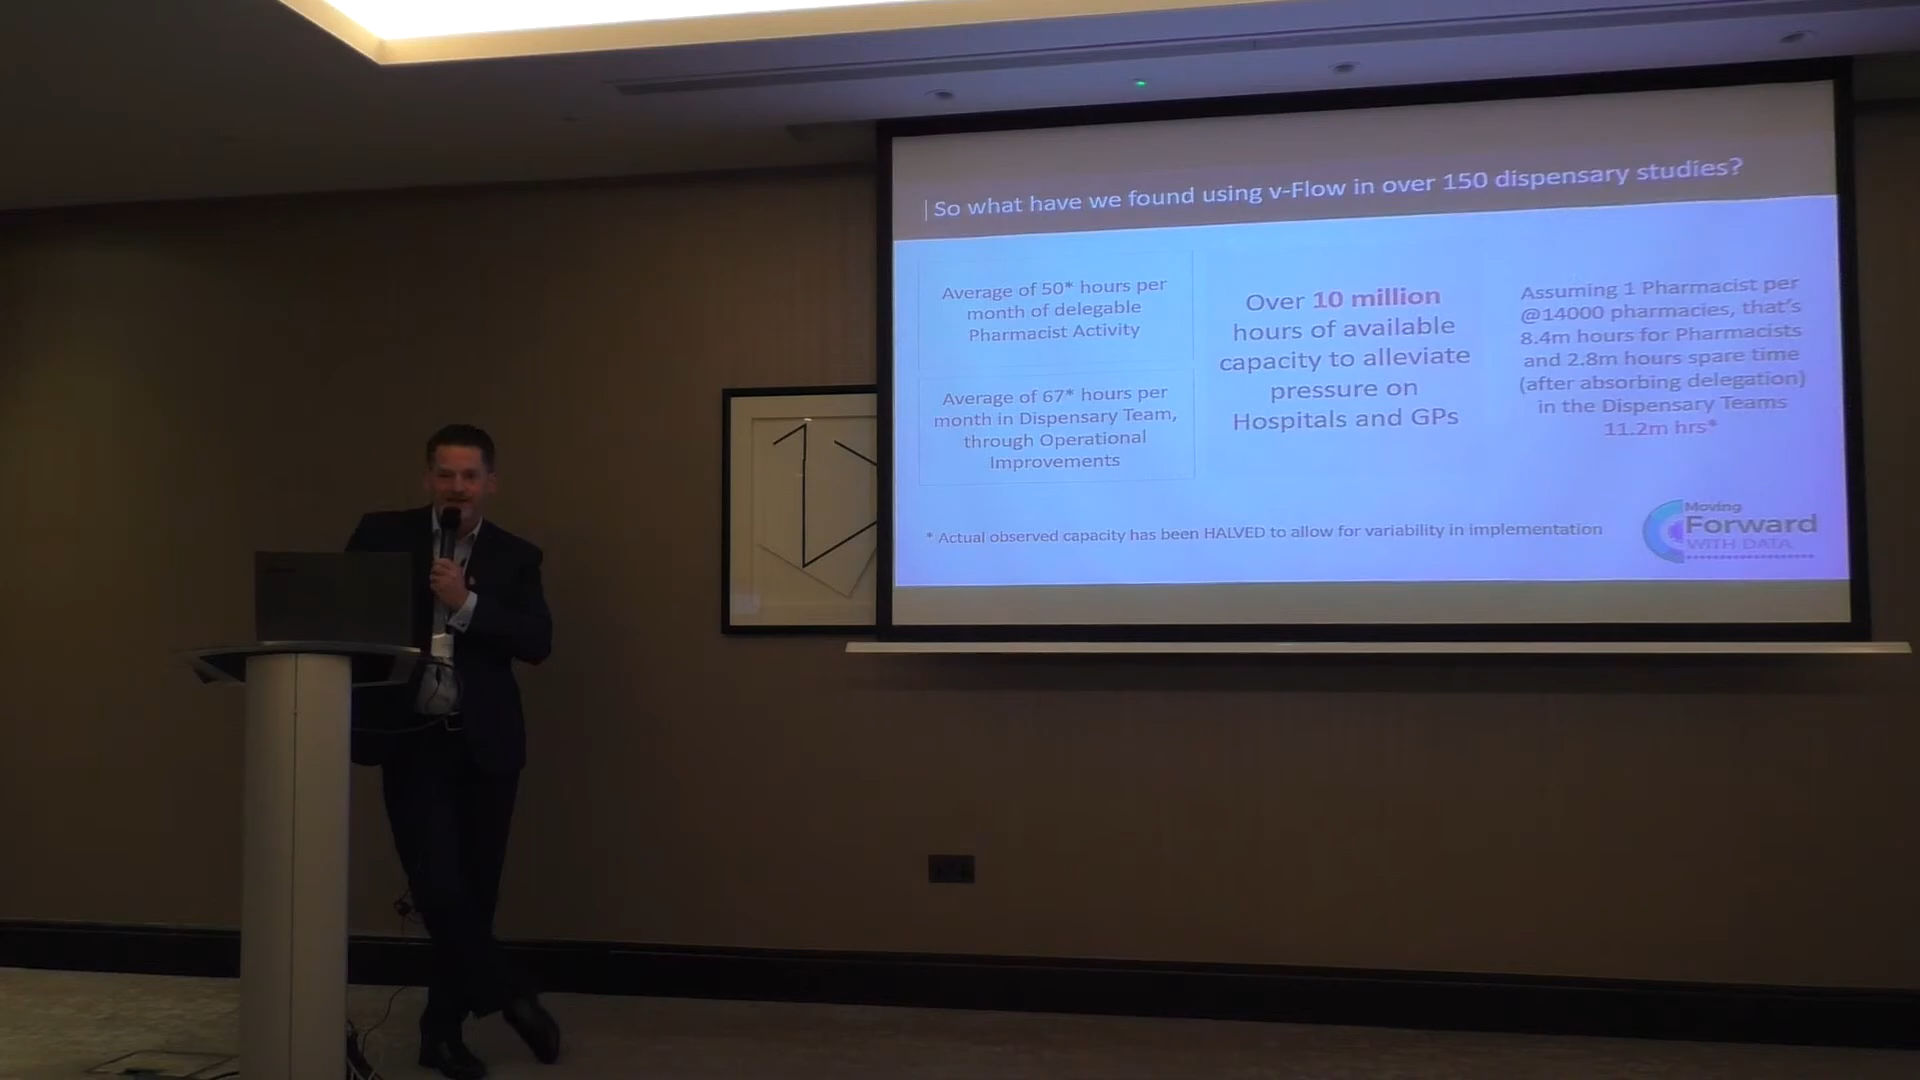 So what have we found using v-Flow in over 150 dispensary studies?
Average of 50* hours per
month of delegable
Pharmacist Activity
Average of 67* hours per
month in Dispensary Team,
through Operational
Improvements
Over 10 million
hours of available
capacity to alleviate
pressure on
Hospitals and GPs
Assuming 1 Pharmacist per
@14000 pharmacies, that's
8.4m hours for Pharmacists
and 2.8m hours spare time
(after absorbing delegation)
in the Dispensary Teams
11.2m hrs*
* Actual observed capacity has been HALVED to allow for variability in implementation
Moving
Forward
WITH DATA